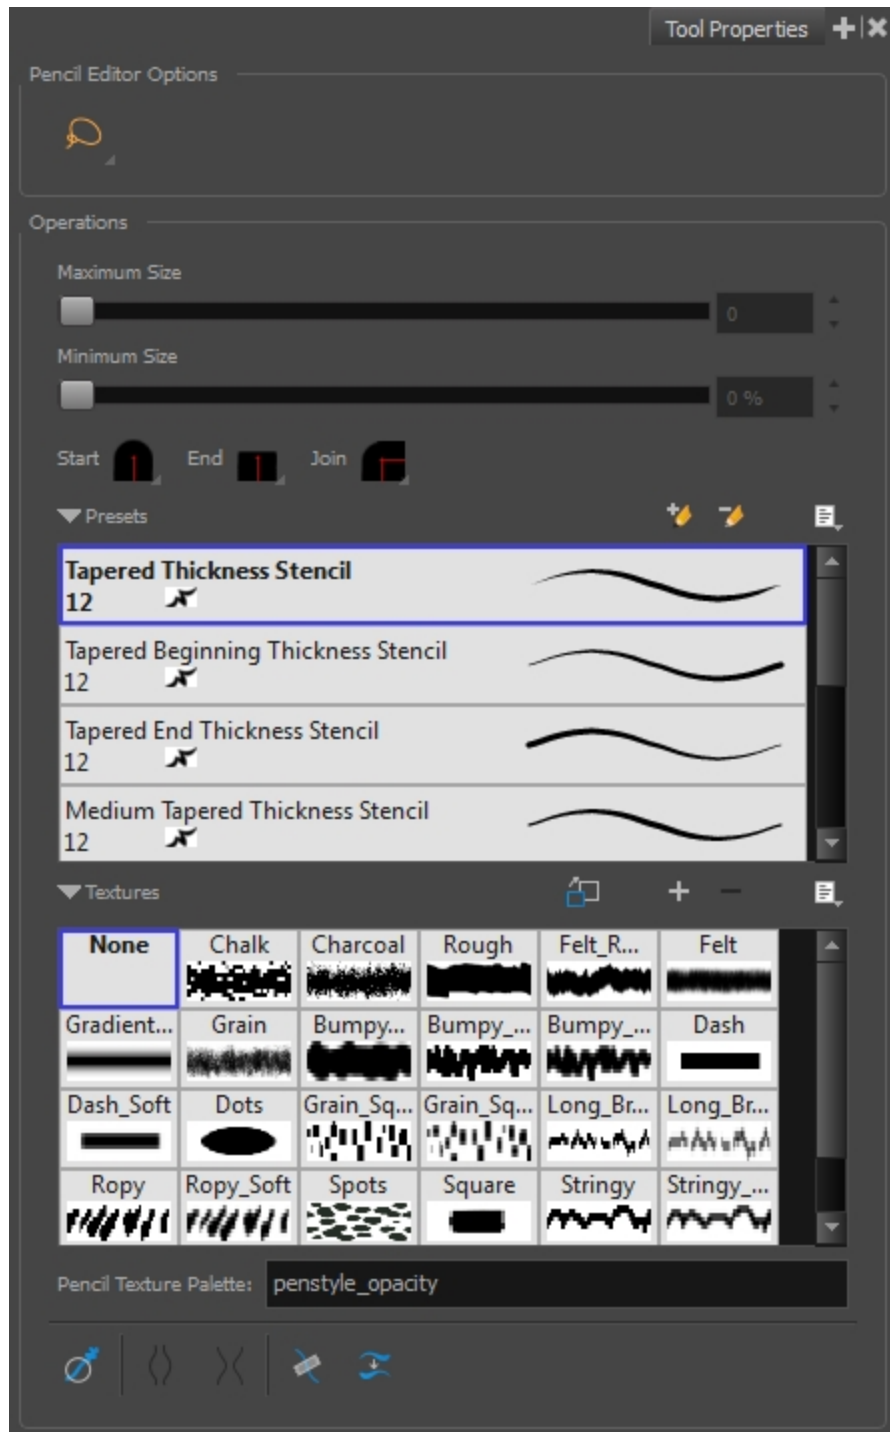 Tool Properties
Pencil Editor Options
Operations
Maximum Size
0
Minimum Size
0 %
Start End Join
Presets
Tapered Thickness Stencil
12
Tapered Beginning Thickness Stencil
12
Tapered End Thickness Stencil
12
Medium Tapered Thickness Stencil
12
Textures
None Chalk Charcoal Rough Felt_R... Felt
Gradient... Grain Bumpy... Bumpy_... Bumpy_... Dash
Dash_Soft Dots Grain_Sq... Grain_Sq... Long_Br... Long_Br...
Ropy Ropy_Soft Spots Square Stringy Stringy_...
Pencil Texture Palette: penstyle_opacity